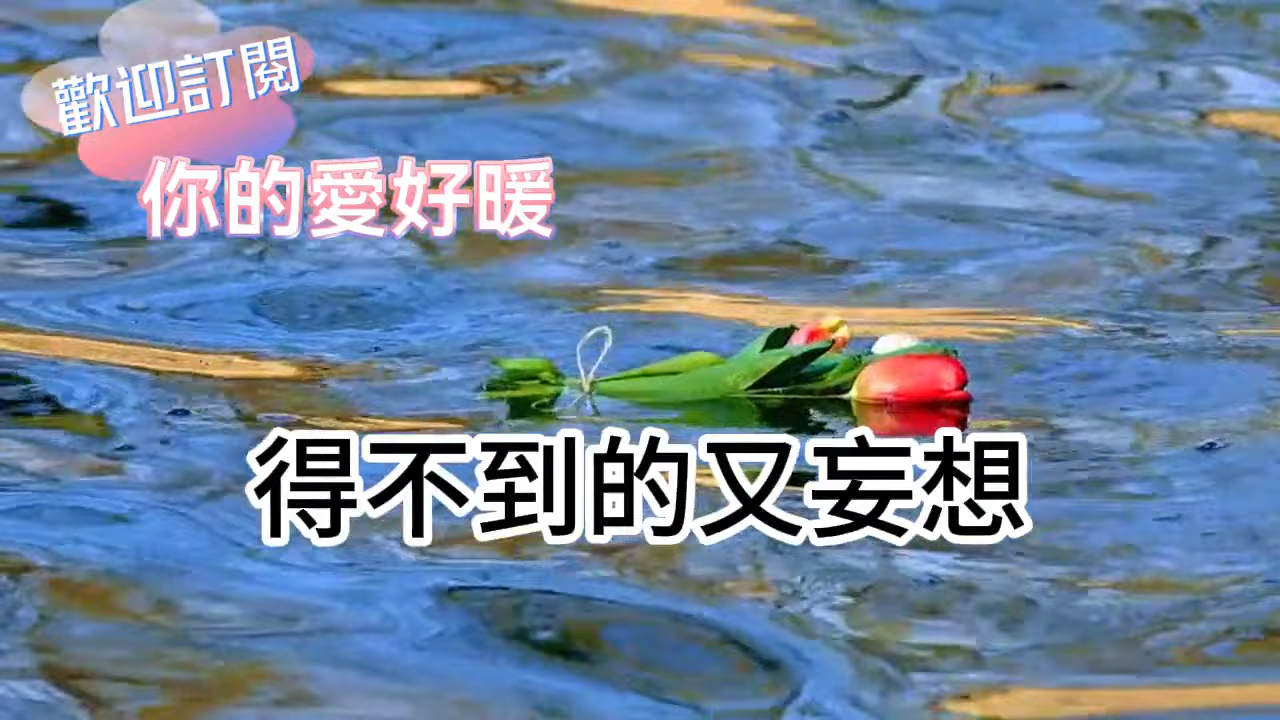 歡迎訂閱
你的愛好暖
得不到的又妄想